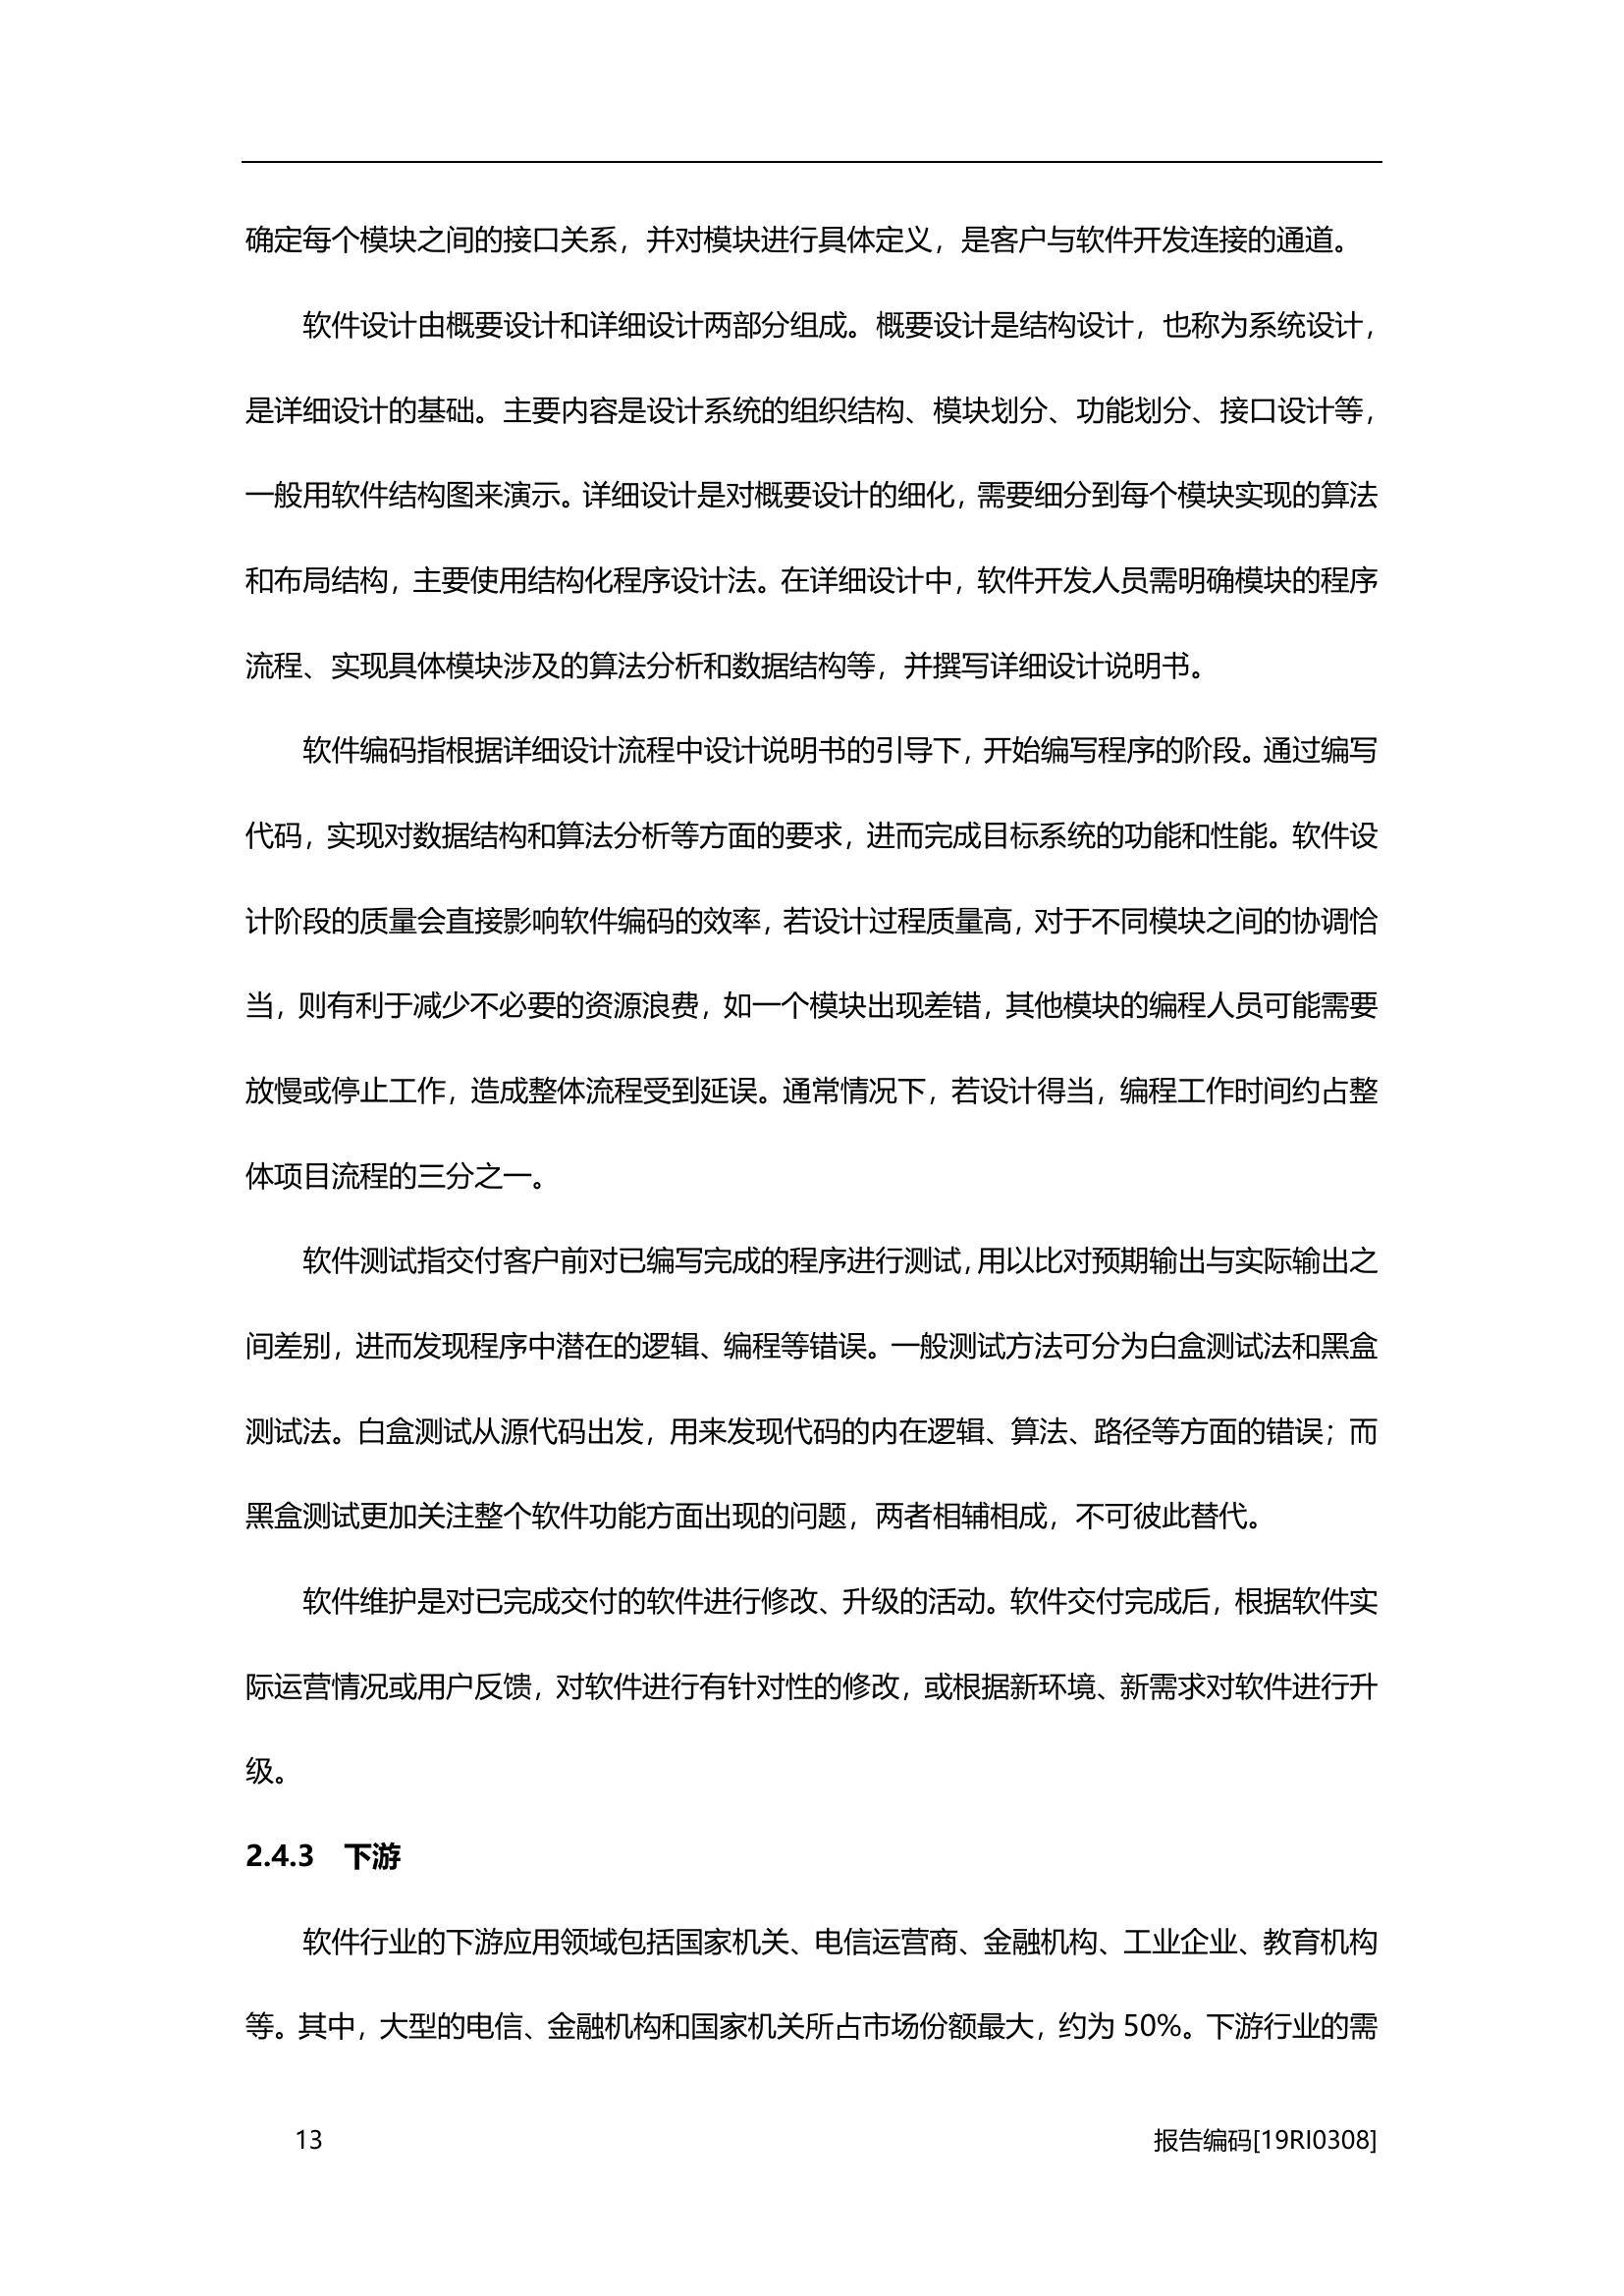 确定每个模块之间的接口关系，并对模块进行具体定义，是客户与软件开发连接的通道。
软件设计由概要设计和详细设计两部分组成。概要设计是结构设计，也称为系统设计，
是详细设计的基础。主要内容是设计系统的组织结构、模块划分、功能划分、接口设计等，
一般用软件结构图来演示。详细设计是对概要设计的细化，需要细分到每个模块实现的算法
和布局结构，主要使用结构化程序设计法。在详细设计中，软件开发人员需明确模块的程序
流程、实现具体模块涉及的算法分析和数据结构等，并撰写详细设计说明书。
软件编码指根据详细设计流程中设计说明书的引导下，开始编写程序的阶段。通过编写
代码，实现对数据结构和算法分析等方面的要求，进而完成目标系统的功能和性能。软件设
计阶段的质量会直接影响软件编码的效率，若设计过程质量高，对于不同模块之间的协调恰
当，则有利于减少不必要的资源浪费，如一个模块出现差错，其他模块的编程人员可能需要
放慢或停止工作，造成整体流程受到延误。通常情况下，若设计得当，编程工作时间约占整
体项目流程的三分之一。
软件测试指交付客户前对已编写完成的程序进行测试，用以比对预期输出与实际输出之
间差别，进而发现程序中潜在的逻辑、编程等错误。一般测试方法可分为白盒测试法和黑盒
测试法。白盒测试从源代码出发，用来发现代码的内在逻辑、算法、路径等方面的错误；而
黑盒测试更加关注整个软件功能方面出现的问题，两者相辅相成，不可彼此替代。
软件维护是对已完成交付的软件进行修改、升级的活动。软件交付完成后，根据软件实
际运营情况或用户反馈，对软件进行有针对性的修改，或根据新环境、新需求对软件进行升
级。
2.4.3 下游
软件行业的下游应用领域包括国家机关、电信运营商、金融机构、工业企业、教育机构
等。其中，大型的电信、金融机构和国家机关所占市场份额最大，约为 50%。下游行业的需
13 报告编码[19RI0308]